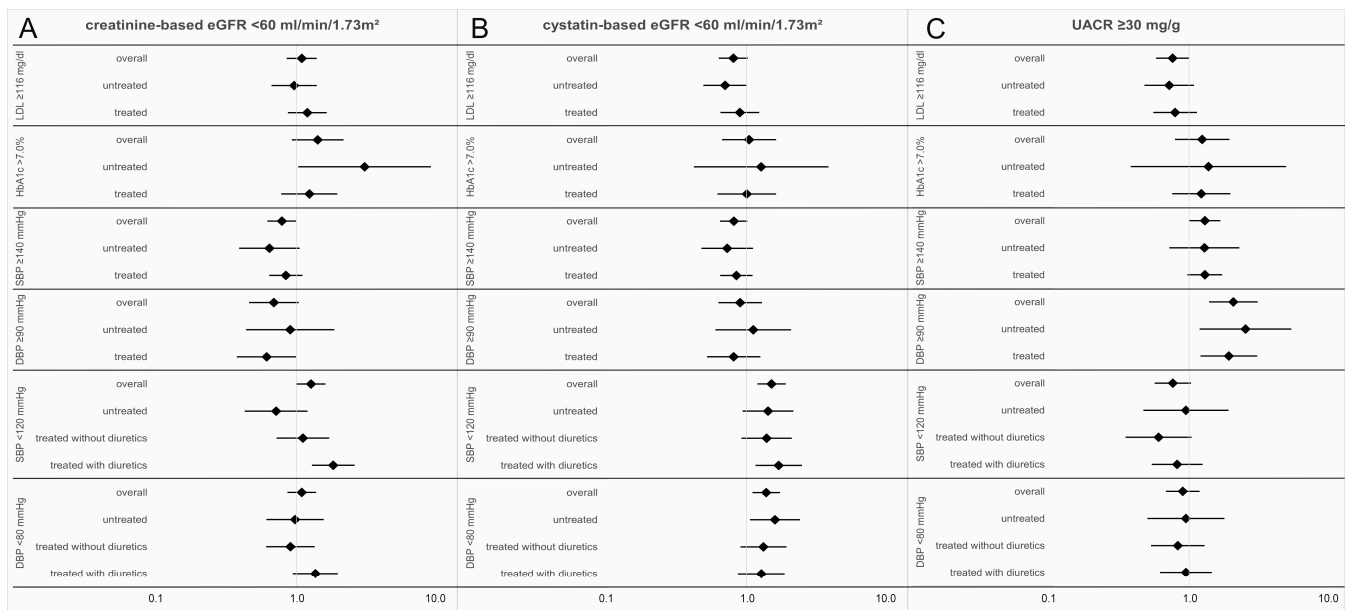 A creatinine-based eGFR <60 ml/min/1.73m²
LDL ≥116 mg/dl
overall
untreated
treated
HbA1c >7.0%
overall
untreated
treated
SBP ≥140 mmHg
overall
untreated
treated
DBP ≥90 mmHg
overall
untreated
treated
SBP <120 mmHg
overall
untreated
treated without diuretics
treated with diuretics
DBP <80 mmHg
overall
untreated
treated without diuretics
treated with diuretics
0.1 1.0 10.0
B cystatin-based eGFR <60 ml/min/1.73m²
LDL ≥116 mg/dl
overall
untreated
treated
HbA1c >7.0%
overall
untreated
treated
SBP ≥140 mmHg
overall
untreated
treated
DBP ≥90 mmHg
overall
untreated
treated
SBP <120 mmHg
overall
untreated
treated without diuretics
treated with diuretics
DBP <80 mmHg
overall
untreated
treated without diuretics
treated with diuretics
0.1 1.0 10.0
C UACR ≥30 mg/g
LDL ≥116 mg/dl
overall
untreated
treated
HbA1c >7.0%
overall
untreated
treated
SBP ≥140 mmHg
overall
untreated
treated
DBP ≥90 mmHg
overall
untreated
treated
SBP <120 mmHg
overall
untreated
treated without diuretics
treated with diuretics
DBP <80 mmHg
overall
untreated
treated without diuretics
treated with diuretics
0.1 1.0 10.0